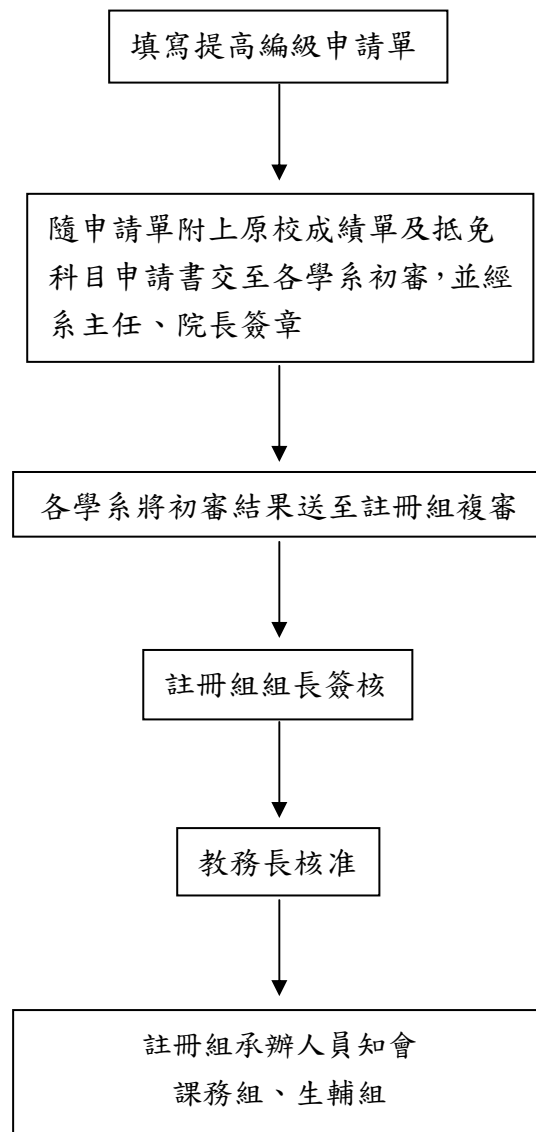 填寫提高編級申請單
隨申請單附上原校成績單及抵免
科目申請書交至各學系初審，並經
系主任、院長簽章
各學系將初審結果送至註冊組複審
註冊組組長簽核
教務長核准
註冊組承辦人員知會
課務組、生輔組